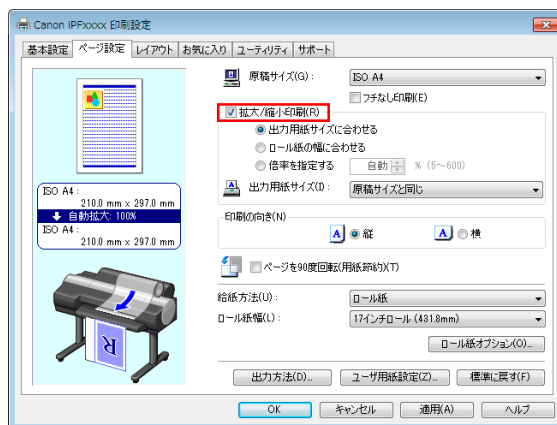 Canon iPFxxxx 印刷設定
基本設定 ページ設定 レイアウト お気に入り ユーティリティ サポート
原稿サイズ(G): ISO A4
フチなし印刷(E)
拡大/縮小印刷(R)
出力用紙サイズに合わせる
ロール紙の幅に合わせる
倍率を指定する 自動 % (5～600)
出力用紙サイズ(I): 原稿サイズと同じ
ISO A4 :
210.0 mm x 297.0 mm
自動拡大: 100%
ISO A4 :
210.0 mm x 297.0 mm
印刷の向き(N)
A 縦 A 横
ページを90度回転(用紙節約)(T)
給紙方法(U): ロール紙
ロール紙幅(L): 17インチロール (431.8mm)
ロール紙オプション(O)...
R
出力方法(D)... ユーザ用紙設定(Z)... 標準に戻す(F)
OK キャンセル 適用(A) ヘルプ